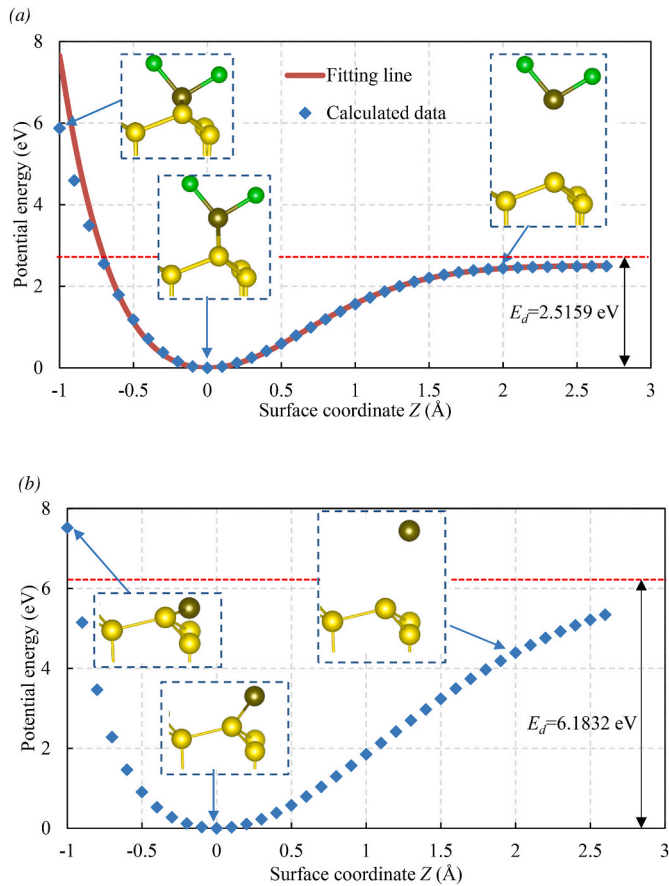 (a)
8
6
4
2
0
Potential energy (eV)
Fitting line
Calculated data
E_d=2.5159 eV
-1 -0.5 0 0.5 1 1.5 2 2.5 3
Surface coordinate Z (Å)
(b)
8
6
4
2
0
Potential energy (eV)
E_d=6.1832 eV
-1 -0.5 0 0.5 1 1.5 2 2.5 3
Surface coordinate Z (Å)